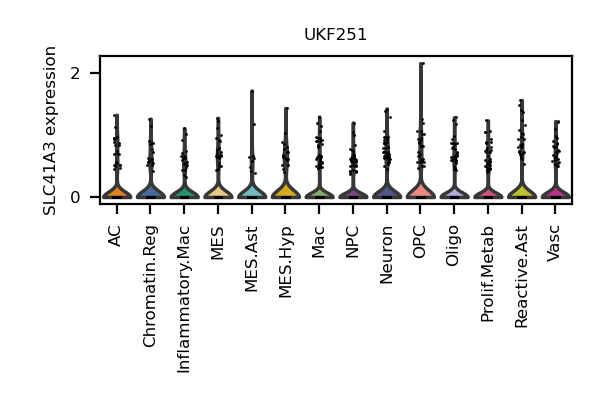 UKF251
SLC41A3 expression
2
0
AC
Chromatin.Reg
Inflammatory.Mac
MES
MES.Ast
MES.Hyp
Mac
NPC
Neuron
OPC
Oligo
Prolif.Metab
Reactive.Ast
Vasc